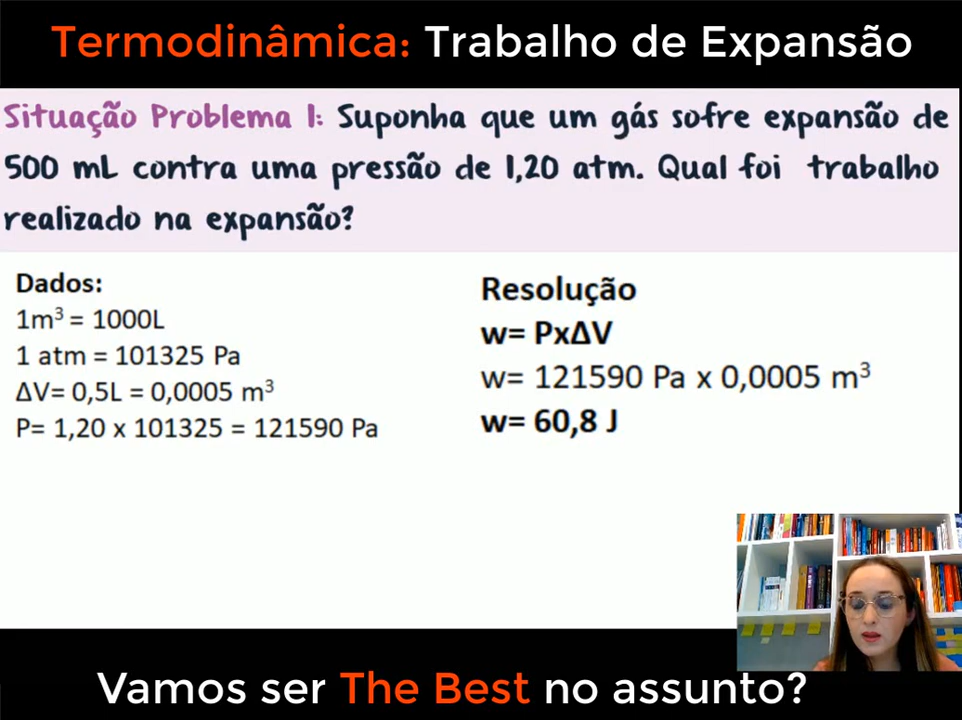 Termodinâmica: Trabalho de Expansão
Situação Problema 1: Suponha que um gás sofre expansão de
500 mL contra uma pressão de 1,20 atm. Qual foi trabalho
realizado na expansão?
Dados:
1m³ = 1000L
1 atm = 101325 Pa
ΔV= 0,5L = 0,0005 m³
P= 1,20 x 101325 = 121590 Pa
Resolução
w= PxΔV
w= 121590 Pa x 0,0005 m³
w= 60,8 J
Vamos ser The Best no assunto?